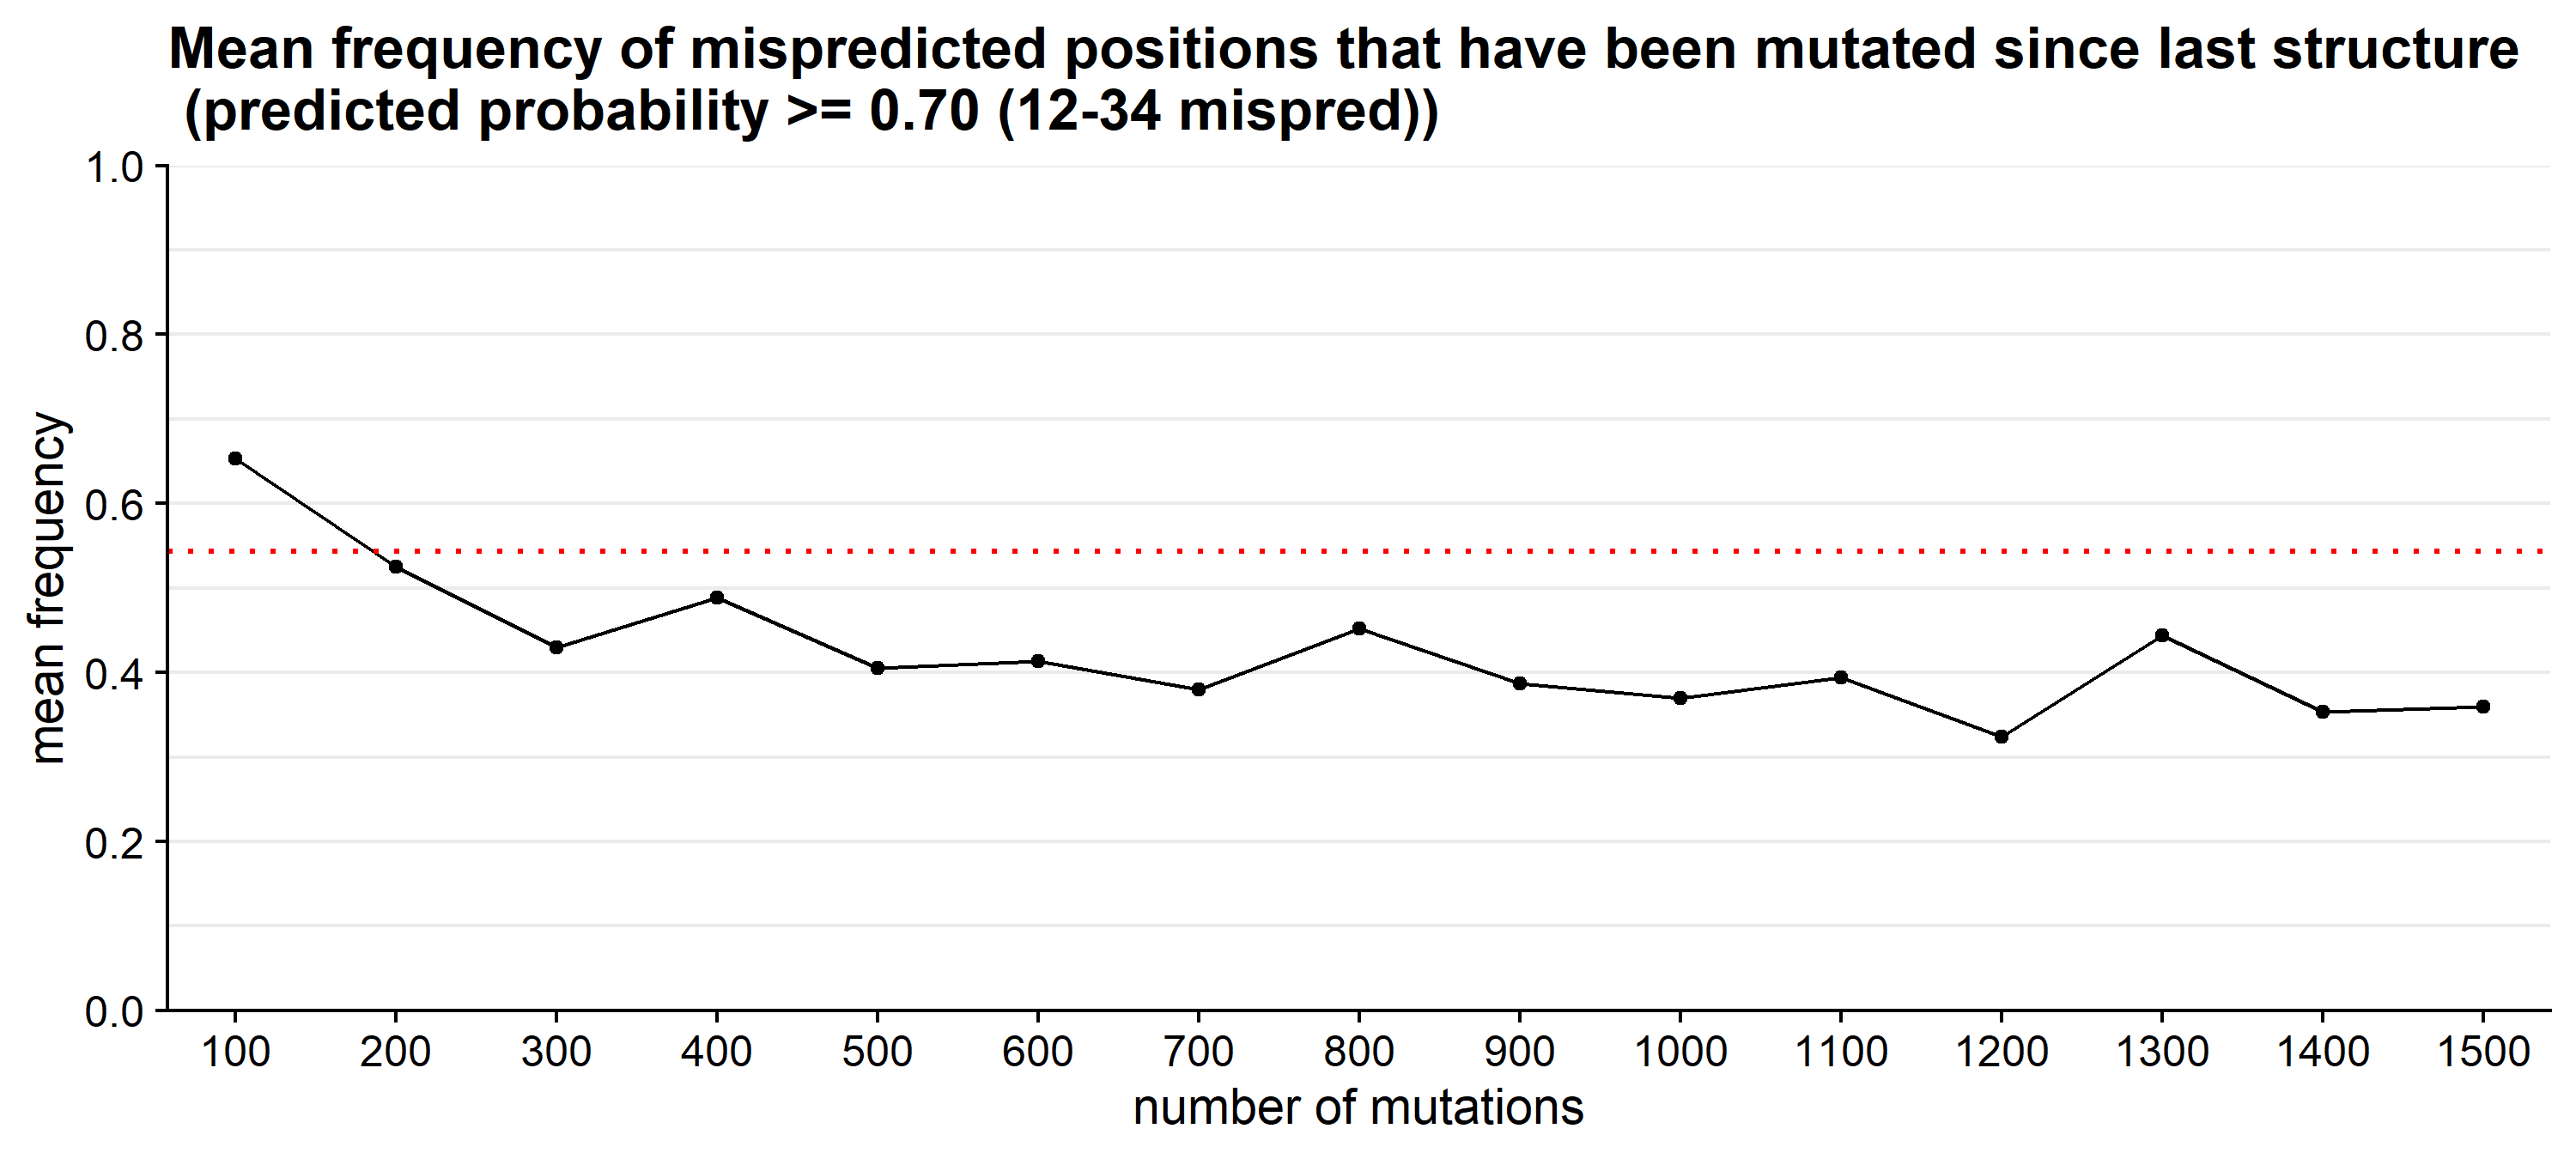 Mean frequency of mispredicted positions that have been mutated since last structure
(predicted probability >= 0.70 (12-34 mispred))
1.0
0.8
0.6
0.4
0.2
0.0
mean frequency
100 200 300 400 500 600 700 800 900 1000 1100 1200 1300 1400 1500
number of mutations